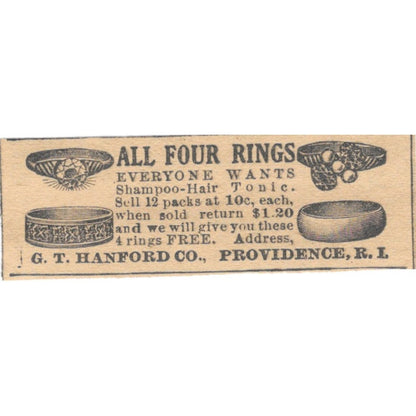 ALL FOUR RINGS
EVERYONE WANTS
Shampoo-Hair Tonic.
Sell 12 packs at 10c, each,
when sold return $1.20
and we will give you these
4 rings FREE. Address,
G. T. HANFORD CO., PROVIDENCE, R. I.